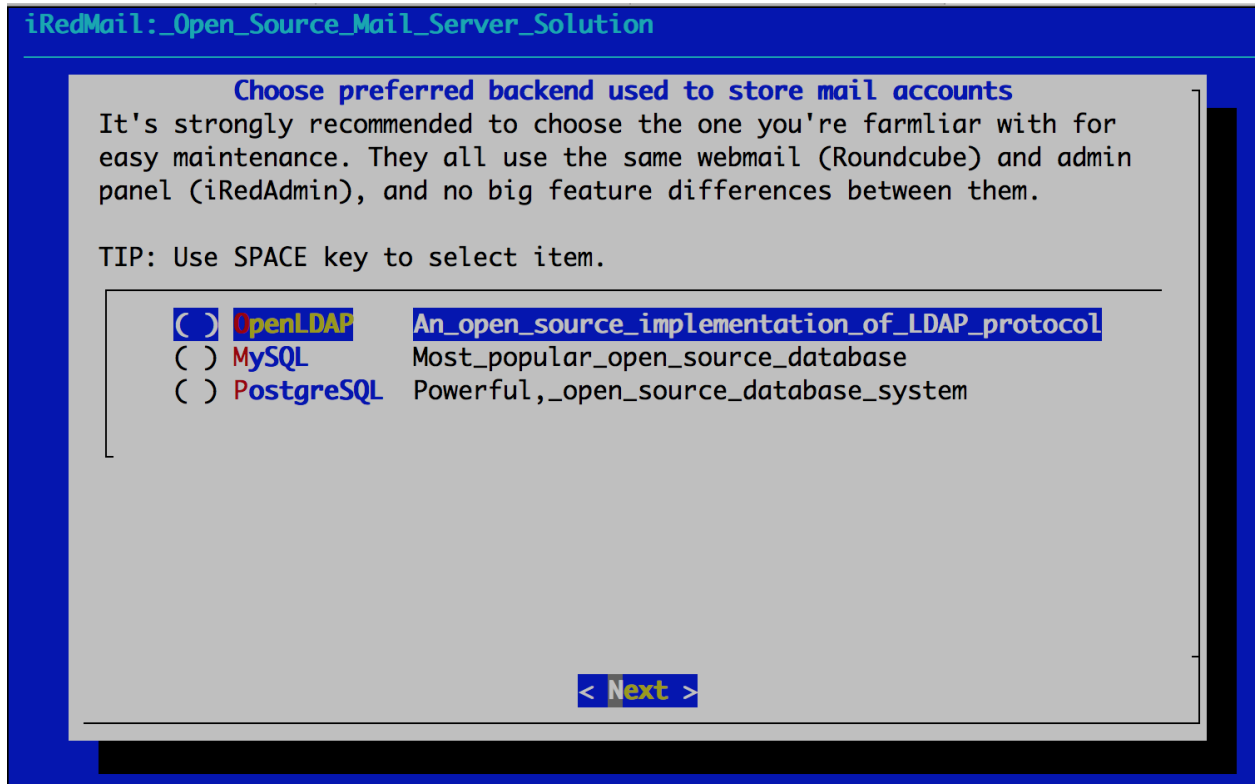 iRedMail:_Open_Source_Mail_Server_Solution
Choose preferred backend used to store mail accounts
It's strongly recommended to choose the one you're farmliar with for
easy maintenance. They all use the same webmail (Roundcube) and admin
panel (iRedAdmin), and no big feature differences between them.
TIP: Use SPACE key to select item.
( ) OpenLDAP An_open_source_implementation_of_LDAP_protocol
( ) MySQL Most_popular_open_source_database
( ) PostgreSQL Powerful,_open_source_database_system
< Next >